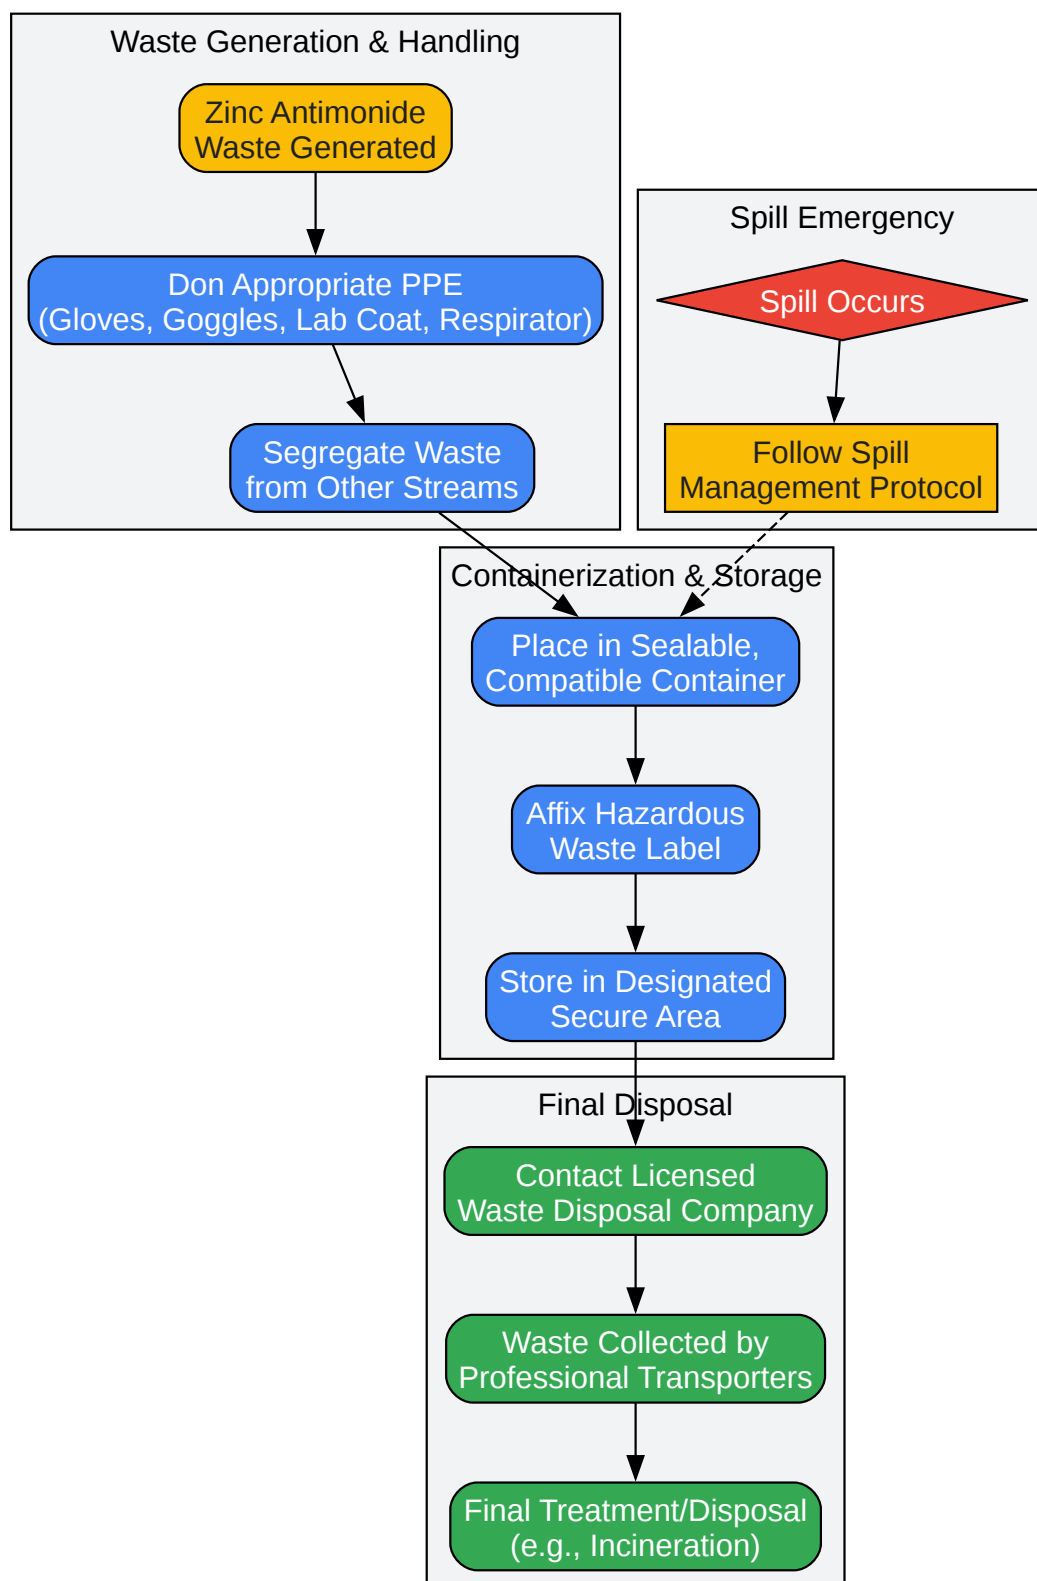 Waste Generation & Handling
Zinc Antimonide
Waste Generated
Don Appropriate PPE
(Gloves, Goggles, Lab Coat, Respirator)
Segregate Waste
from Other Streams
Spill Emergency
Spill Occurs
Follow Spill
Management Protocol
Containerization & Storage
Place in Sealable,
Compatible Container
Affix Hazardous
Waste Label
Store in Designated
Secure Area
Final Disposal
Contact Licensed
Waste Disposal Company
Waste Collected by
Professional Transporters
Final Treatment/Disposal
(e.g., Incineration)